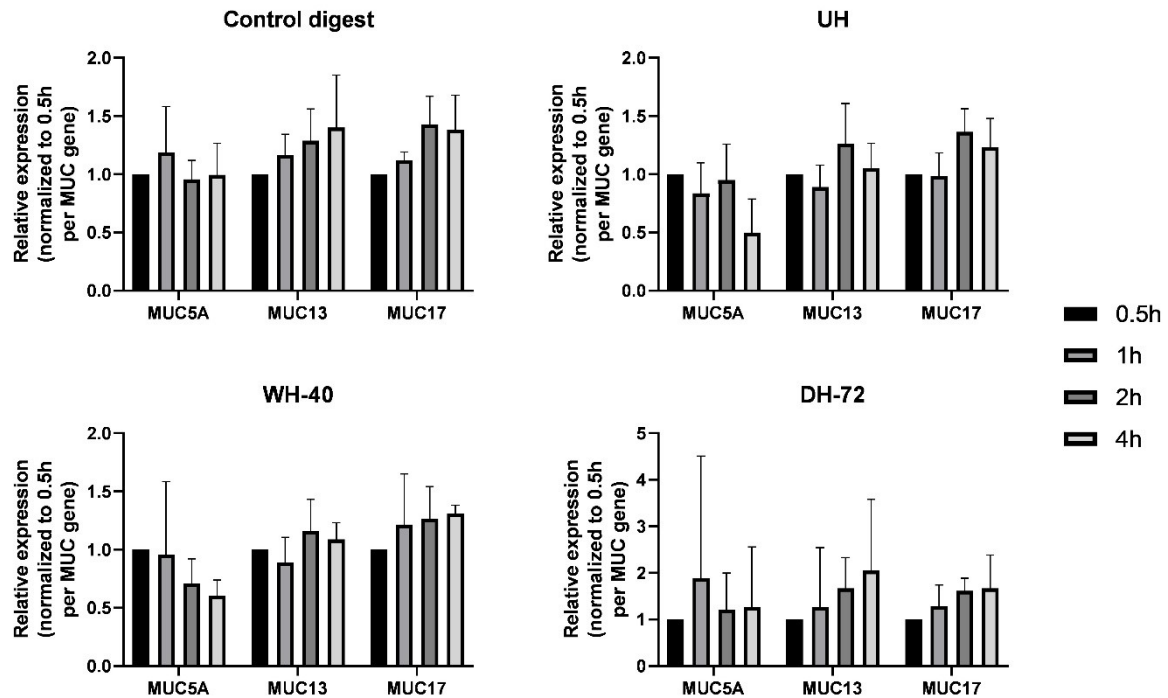 Control digest
Relative expression
(normalized to 0.5h
per MUC gene)
2.0
1.5
1.0
0.5
0.0
MUC5A MUC13 MUC17
UH
Relative expression
(normalized to 0.5h
per MUC gene)
2.0
1.5
1.0
0.5
0.0
MUC5A MUC13 MUC17
WH-40
Relative expression
(normalized to 0.5h
per MUC gene)
2.0
1.5
1.0
0.5
0.0
MUC5A MUC13 MUC17
DH-72
Relative expression
(normalized to 0.5h
per MUC gene)
5
4
3
2
1
0
MUC5A MUC13 MUC17
0.5h
1h
2h
4h